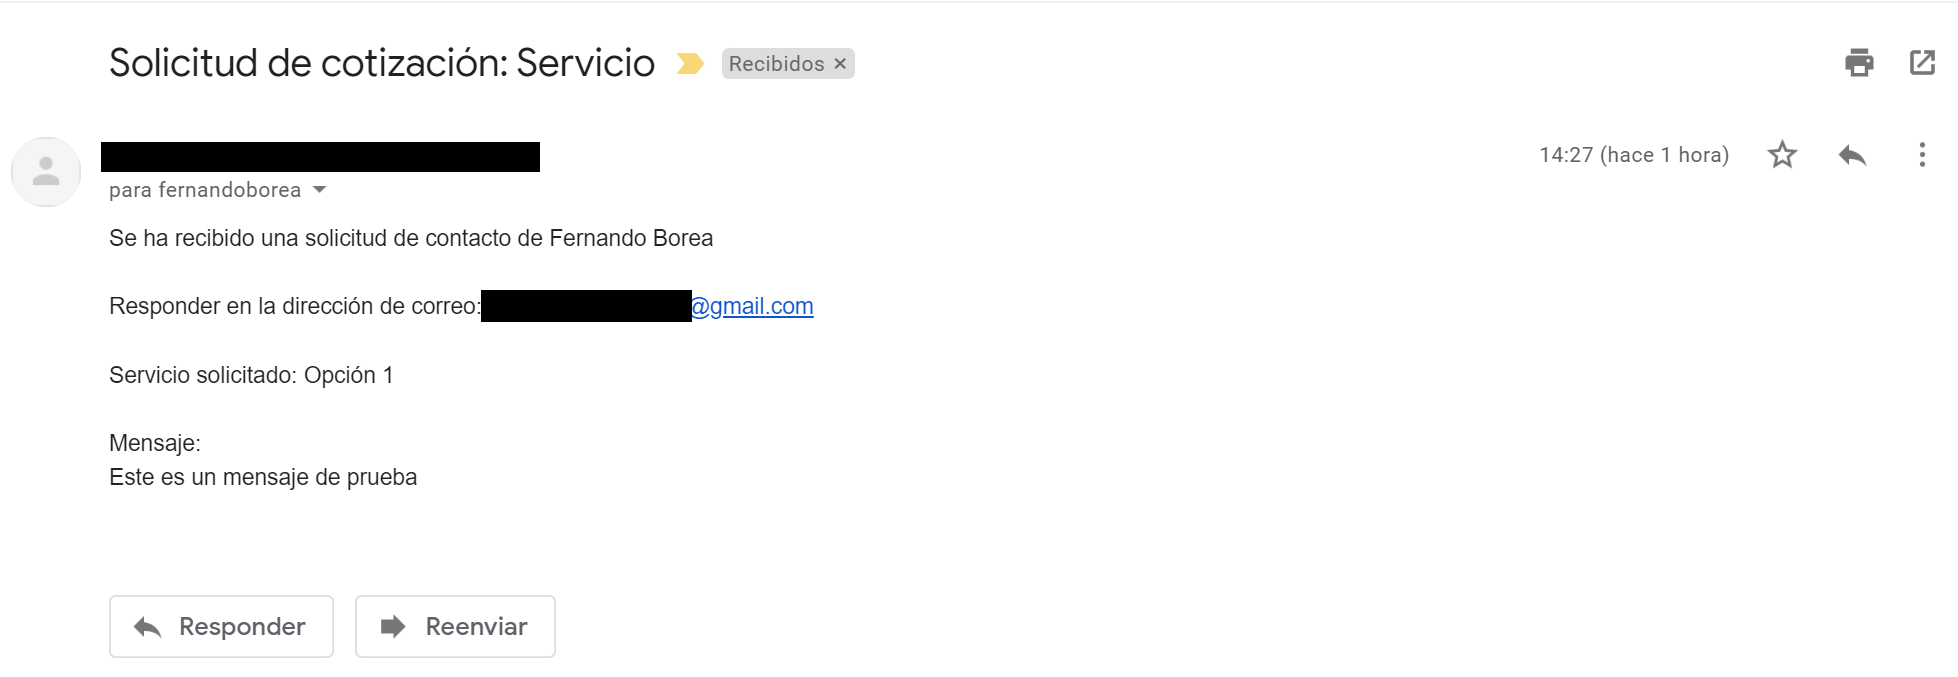 Solicitud de cotización: Servicio Recibidos ×
14:27 (hace 1 hora)
para fernandoborea
Se ha recibido una solicitud de contacto de Fernando Borea
Responder en la dirección de correo: @gmail.com
Servicio solicitado: Opción 1
Mensaje:
Este es un mensaje de prueba
Responder Reenviar